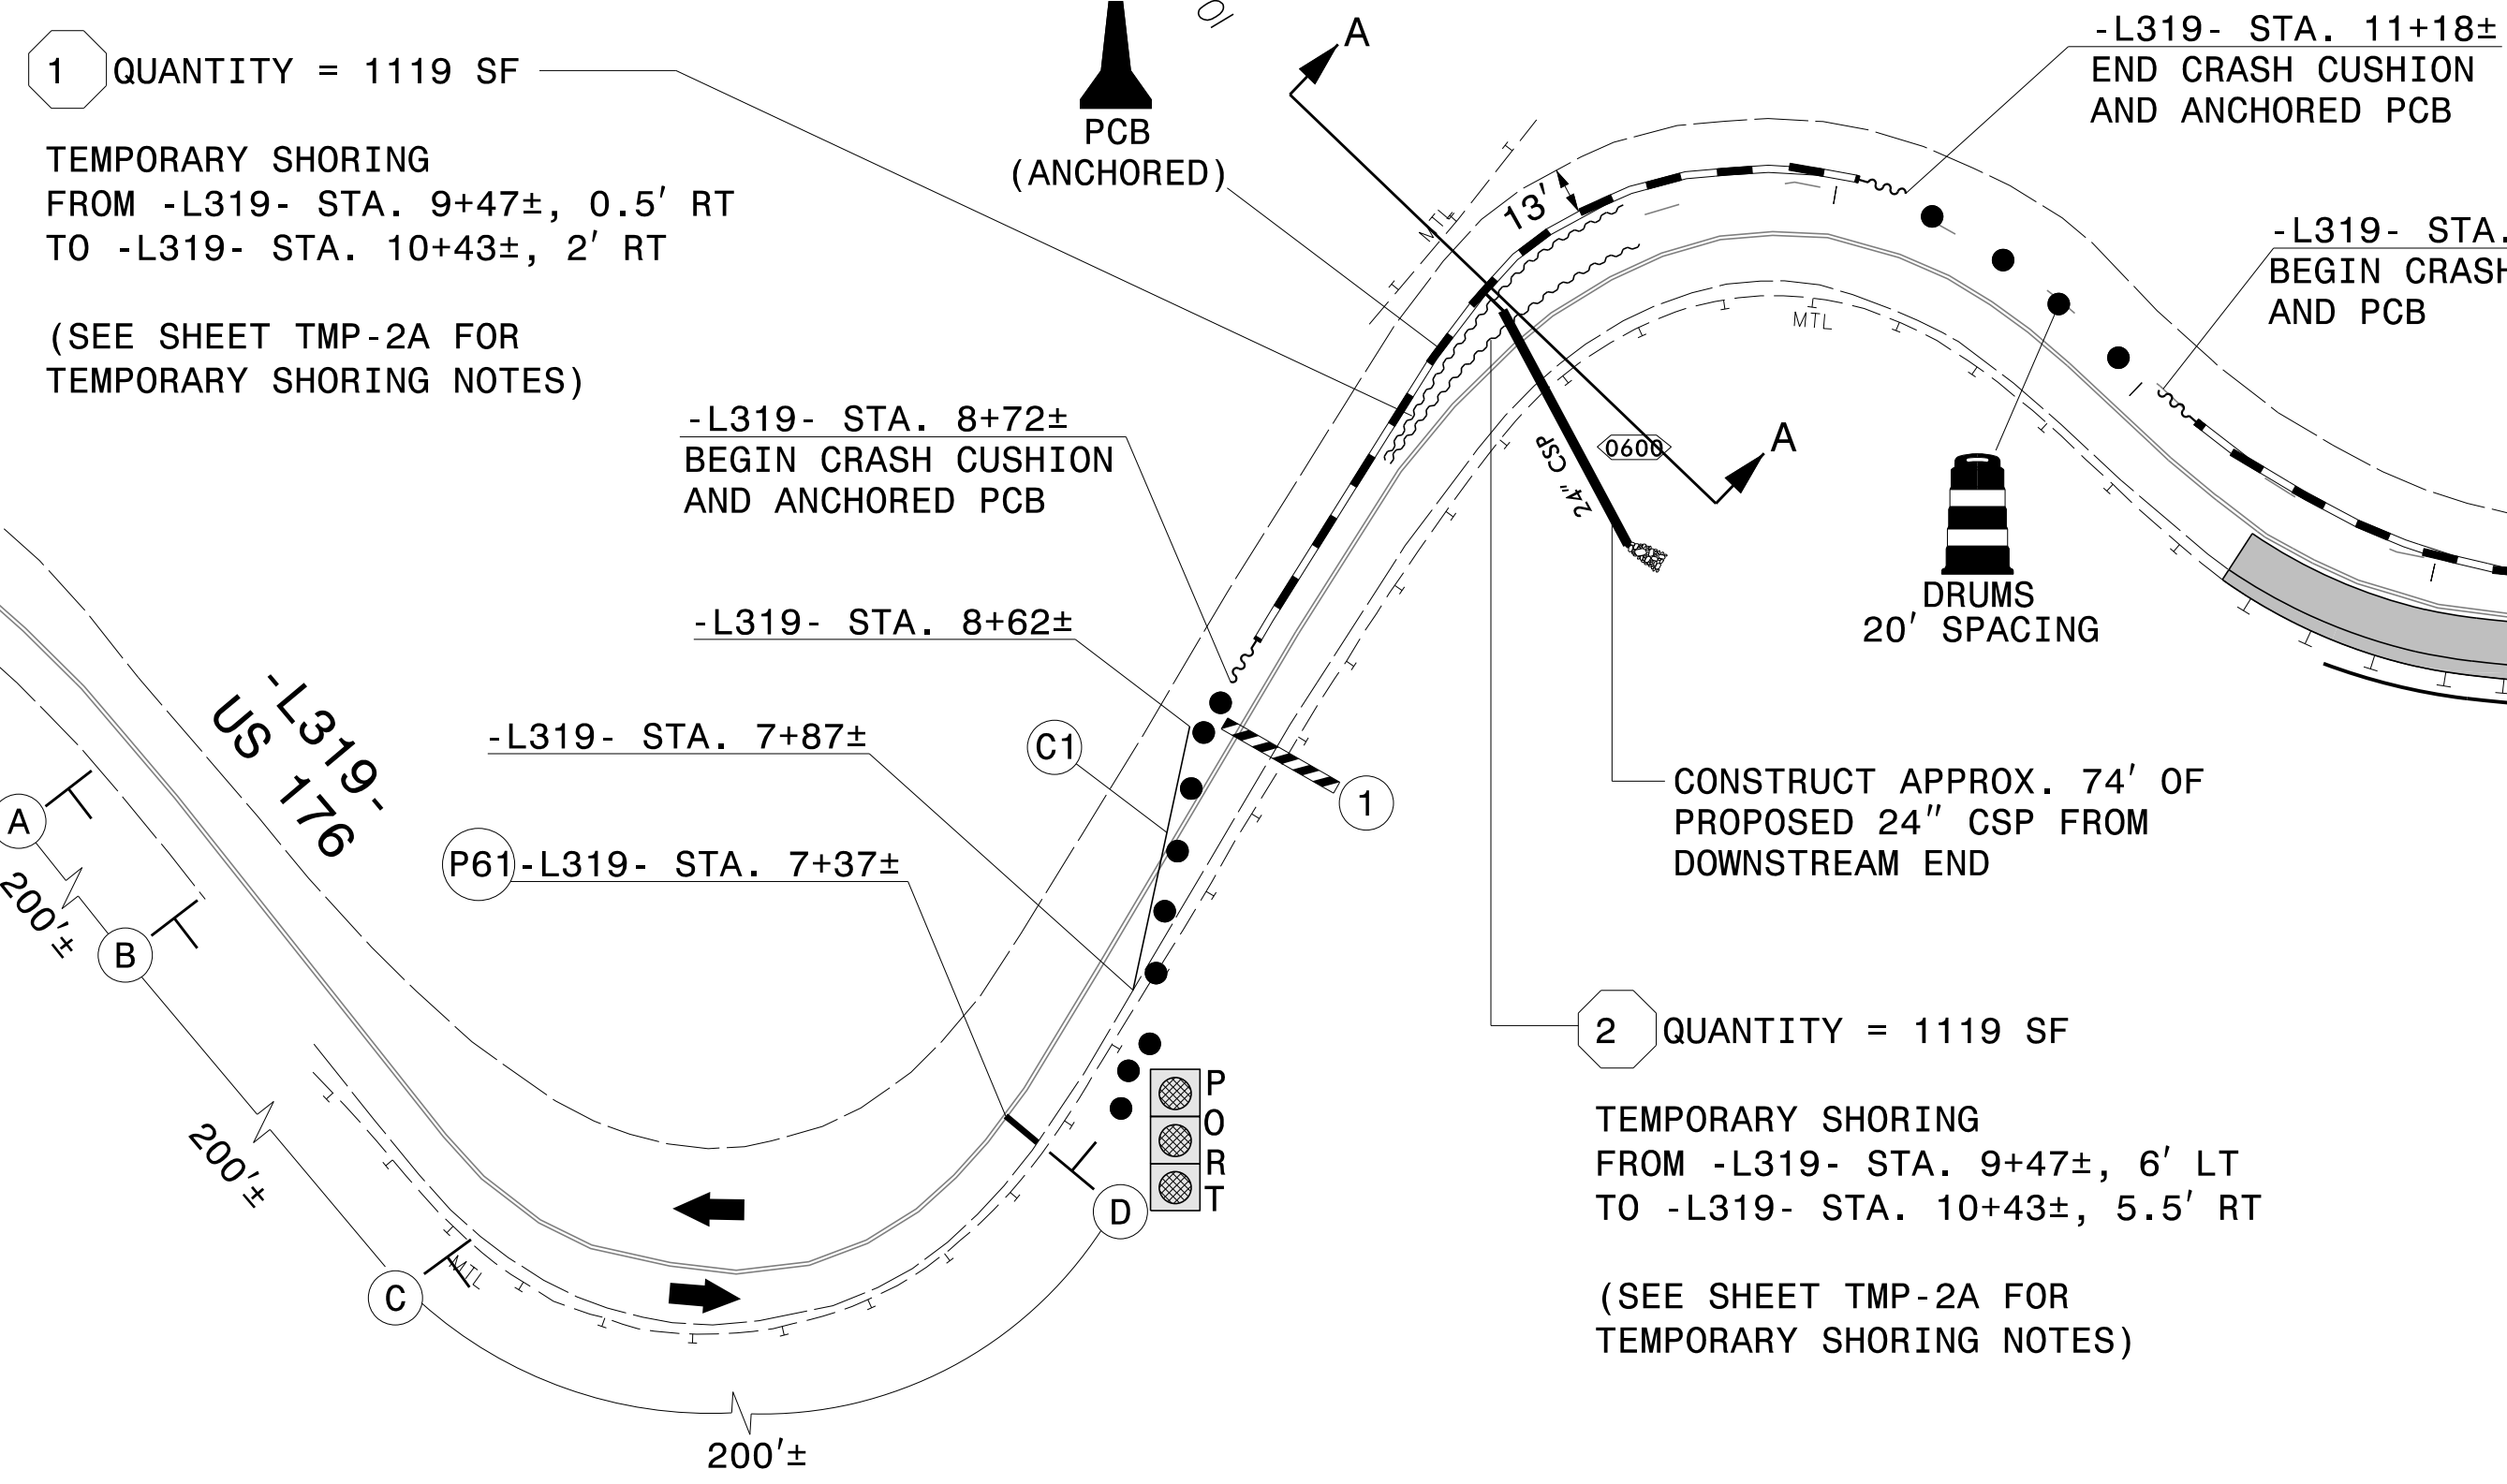 1 QUANTITY = 1119 SF
TEMPORARY SHORING
FROM -L319- STA. 9+47±, 0.5' RT
TO -L319- STA. 10+43±, 2' RT
(SEE SHEET TMP-2A FOR
TEMPORARY SHORING NOTES)
PCB
(ANCHORED)
A
13'
MTL
-L319- STA. 11+18±
END CRASH CUSHION
AND ANCHORED PCB
-L319- STA.
BEGIN CRASH
AND PCB
MTL
-L319- STA. 8+72±
BEGIN CRASH CUSHION
AND ANCHORED PCB
24" CSP
0600
A
DRUMS
20' SPACING
-L319- STA. 8+62±
-L319-
US 176
-L319- STA. 7+87±
C1
1
P61 -L319- STA. 7+37±
CONSTRUCT APPROX. 74' OF
PROPOSED 24" CSP FROM
DOWNSTREAM END
A
200'±
B
200'±
C
MTL
200'±
D
PORT
2 QUANTITY = 1119 SF
TEMPORARY SHORING
FROM -L319- STA. 9+47±, 6' LT
TO -L319- STA. 10+43±, 5.5' RT
(SEE SHEET TMP-2A FOR
TEMPORARY SHORING NOTES)